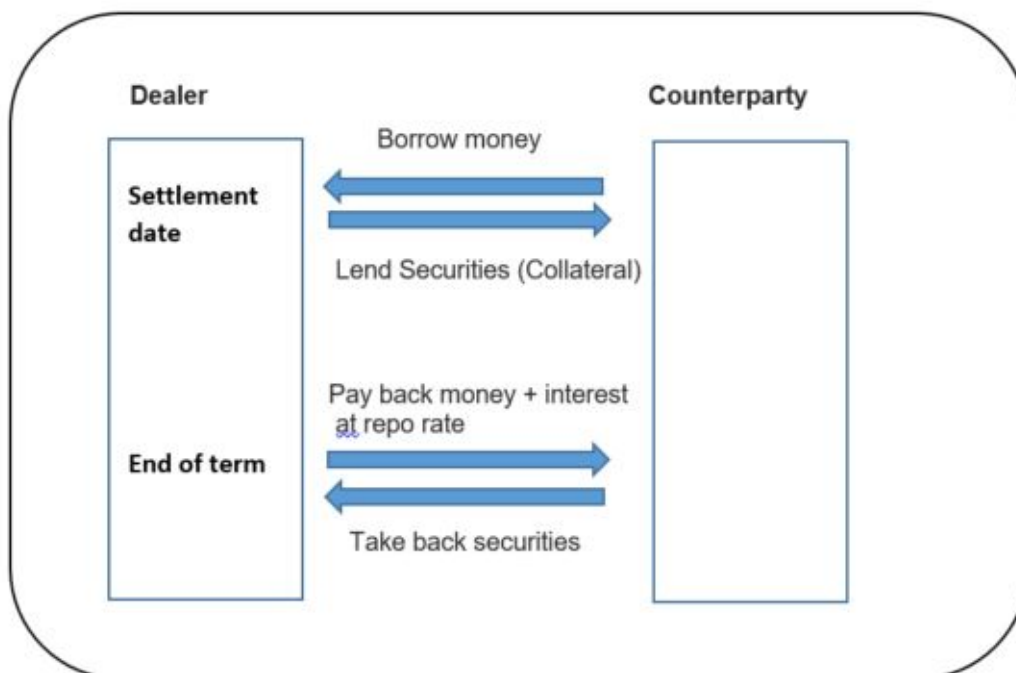 Dealer
Counterparty
Borrow money
Settlement
date
Lend Securities (Collateral)
Pay back money + interest
at repo rate
End of term
Take back securities